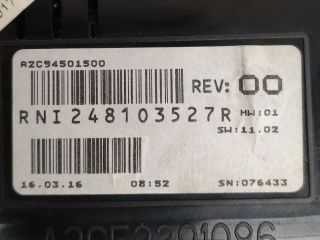 A2C94501500
REV: 00
RNI248103527R
HW:01
SW:11.02
16.03.16 08:52 SN:076433